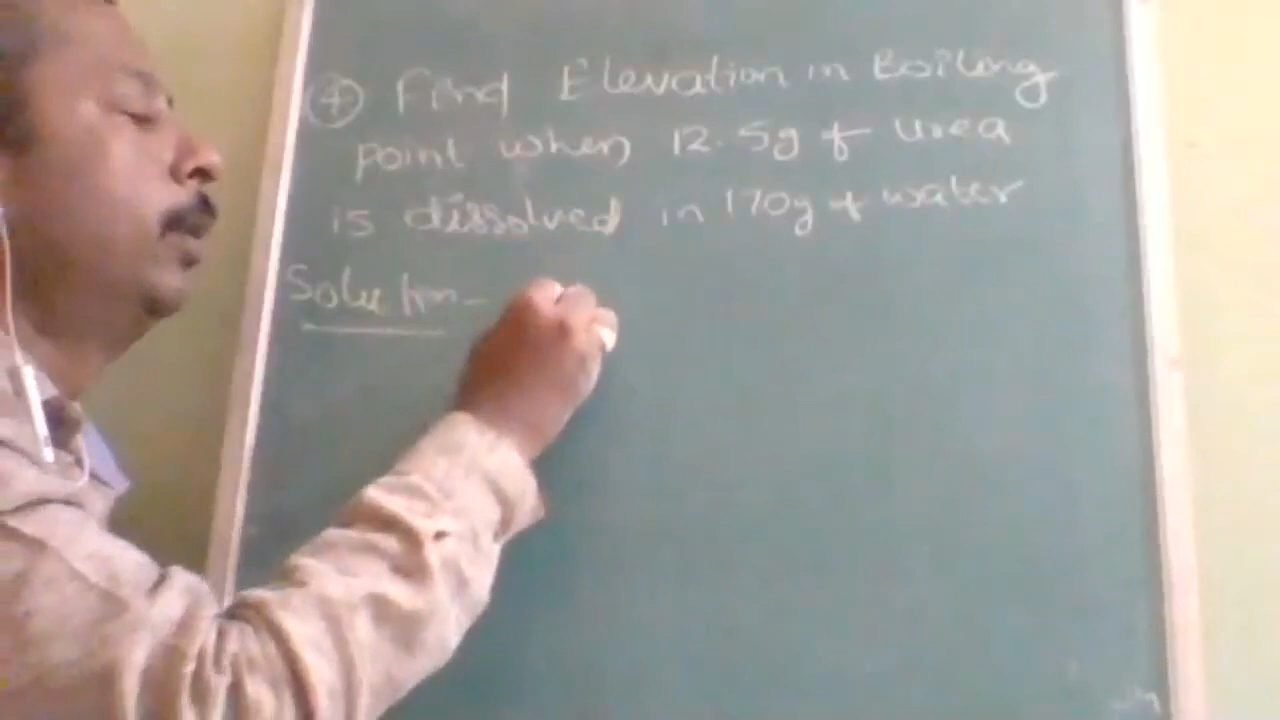 ④ Find Elevation in Boiling
point when 12.5g of urea
is dissolved in 170g of water
Solution-